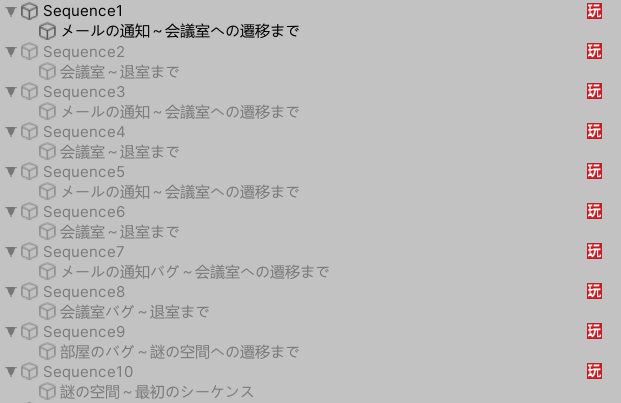 Sequence1 玩
メールの通知～会議室への遷移まで
Sequence2 玩
会議室～退室まで
Sequence3 玩
メールの通知～会議室への遷移まで
Sequence4 玩
会議室～退室まで
Sequence5 玩
メールの通知～会議室への遷移まで
Sequence6 玩
会議室～退室まで
Sequence7 玩
メールの通知バグ～会議室への遷移まで
Sequence8 玩
会議室バグ～退室まで
Sequence9 玩
部屋のバグ～謎の空間への遷移まで
Sequence10 玩
謎の空間～最初のシーケンス